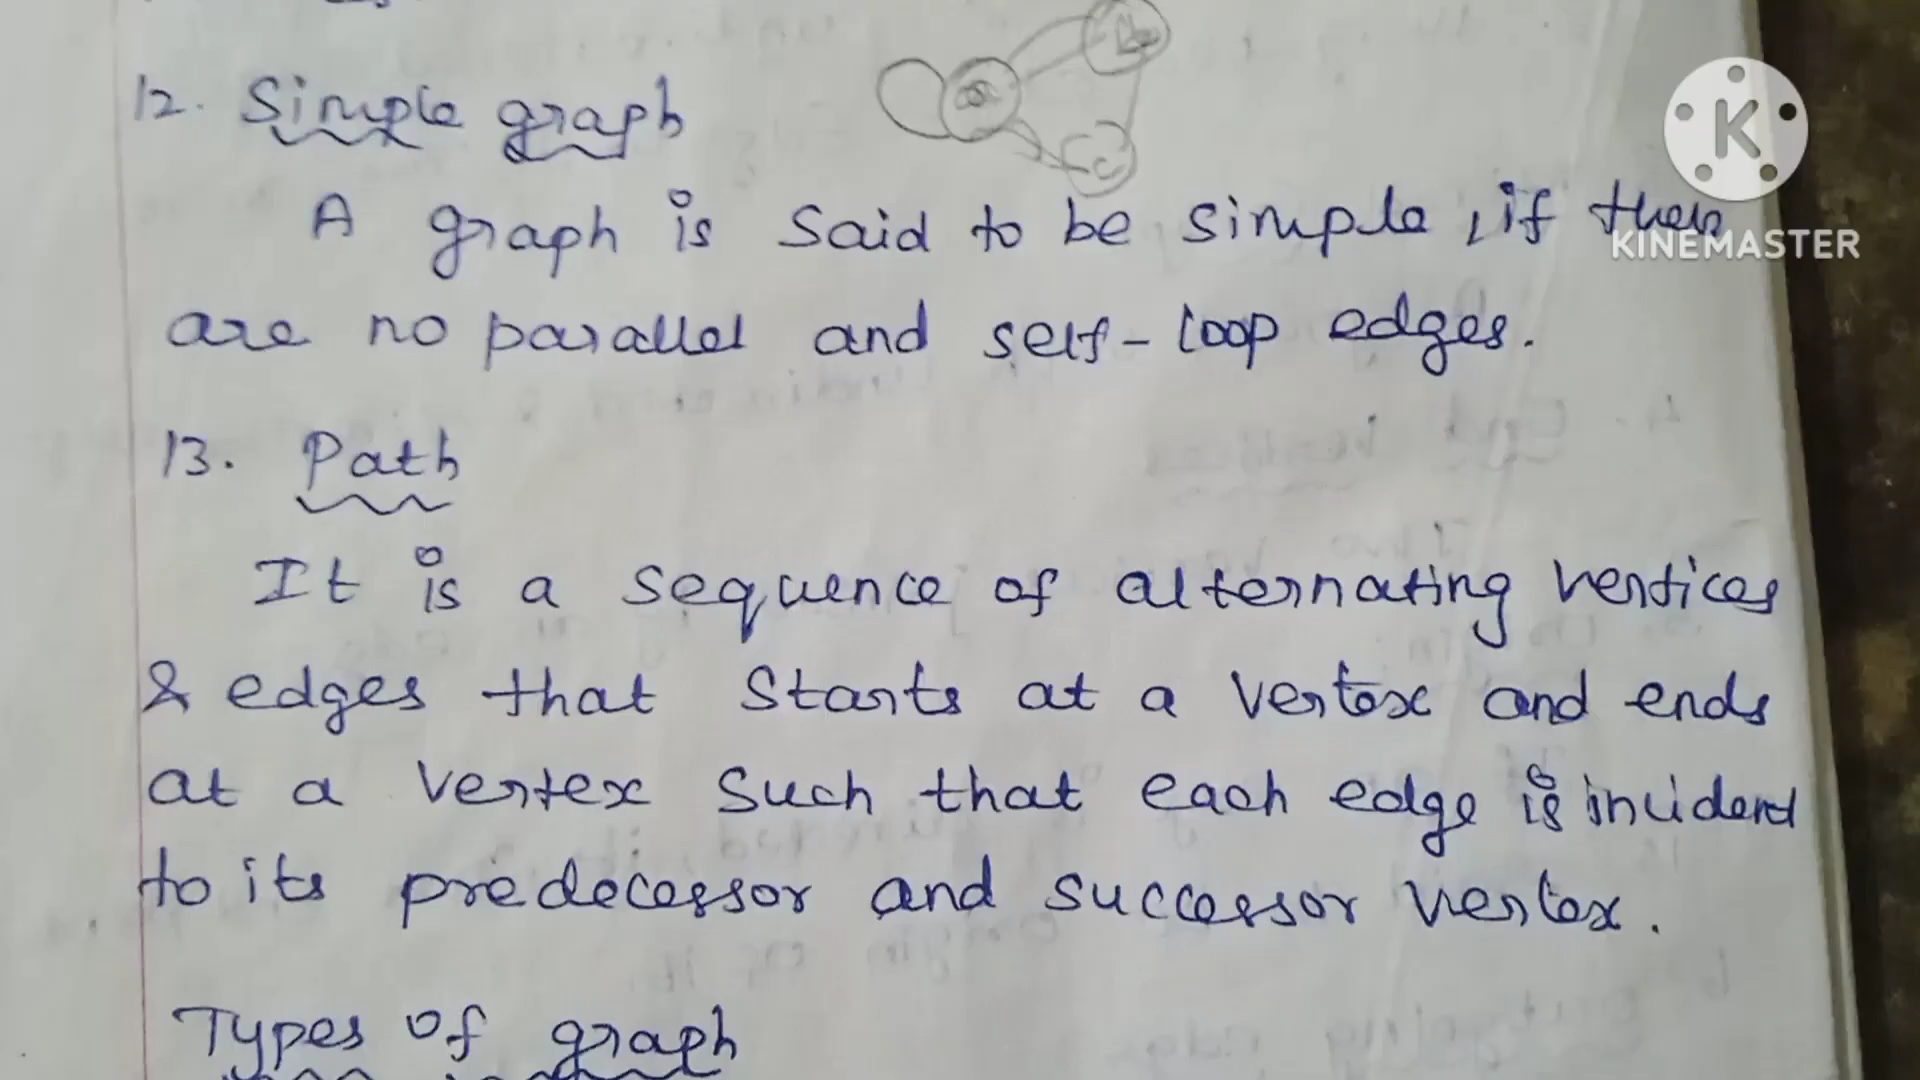 12. Simple graph
A graph is said to be simple, if there
are no parallel and self-loop edges.
13. Path
It is a sequence of alternating vertices
& edges that starts at a vertex and ends
at a vertex such that each edge is incident
to its predecessor and successor vertex.
Types of graph
K
KINEMASTER